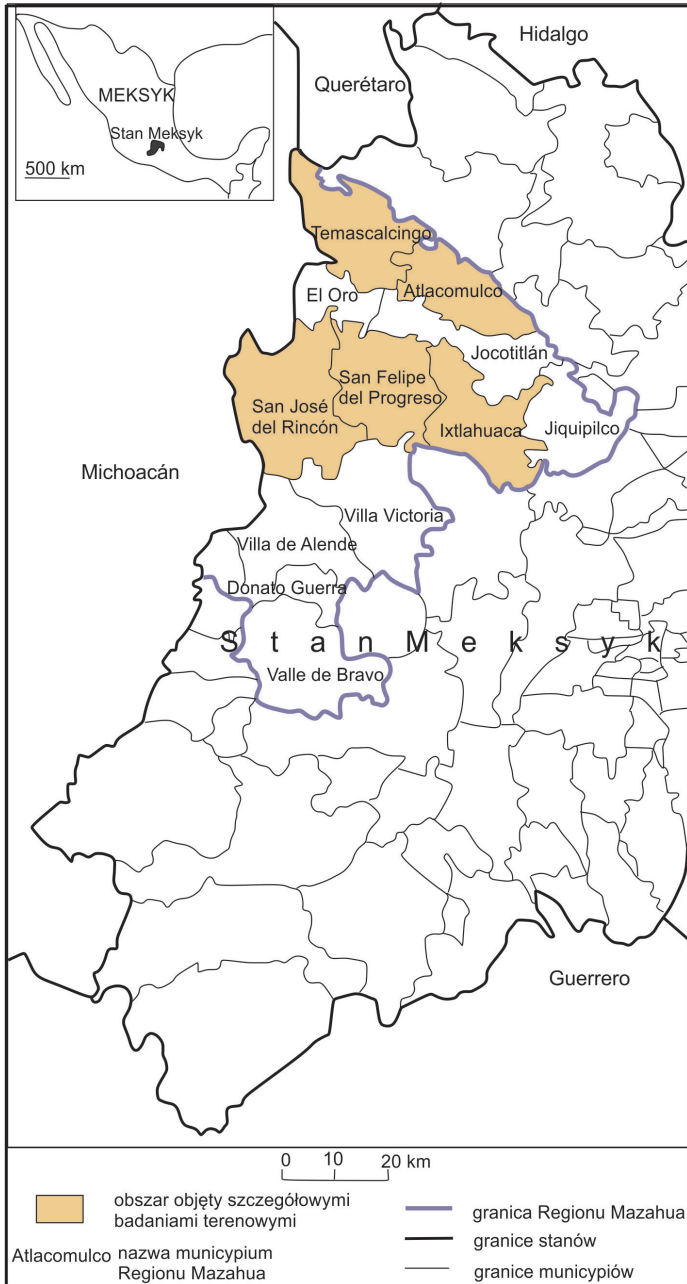 Hidalgo
Querétaro
MEKSYK
Stan Meksyk
500 km
Temascalcingo
Atlacomulco
El Oro
Jocotitlán
San Felipe
del Progreso
San José
del Rincón
Ixtlahuaca
Jiquipilco
Michoacán
Villa Victoria
Villa de Alende
Donato Guerra
Stan Meksyk
Valle de Bravo
Guerrero
0 10 20 km
obszar objęty szczegółowymi
badaniami terenowymi
Atlacomulco nazwa municypium
Regionu Mazahua
granica Regionu Mazahua
granice stanów
granice municypiów